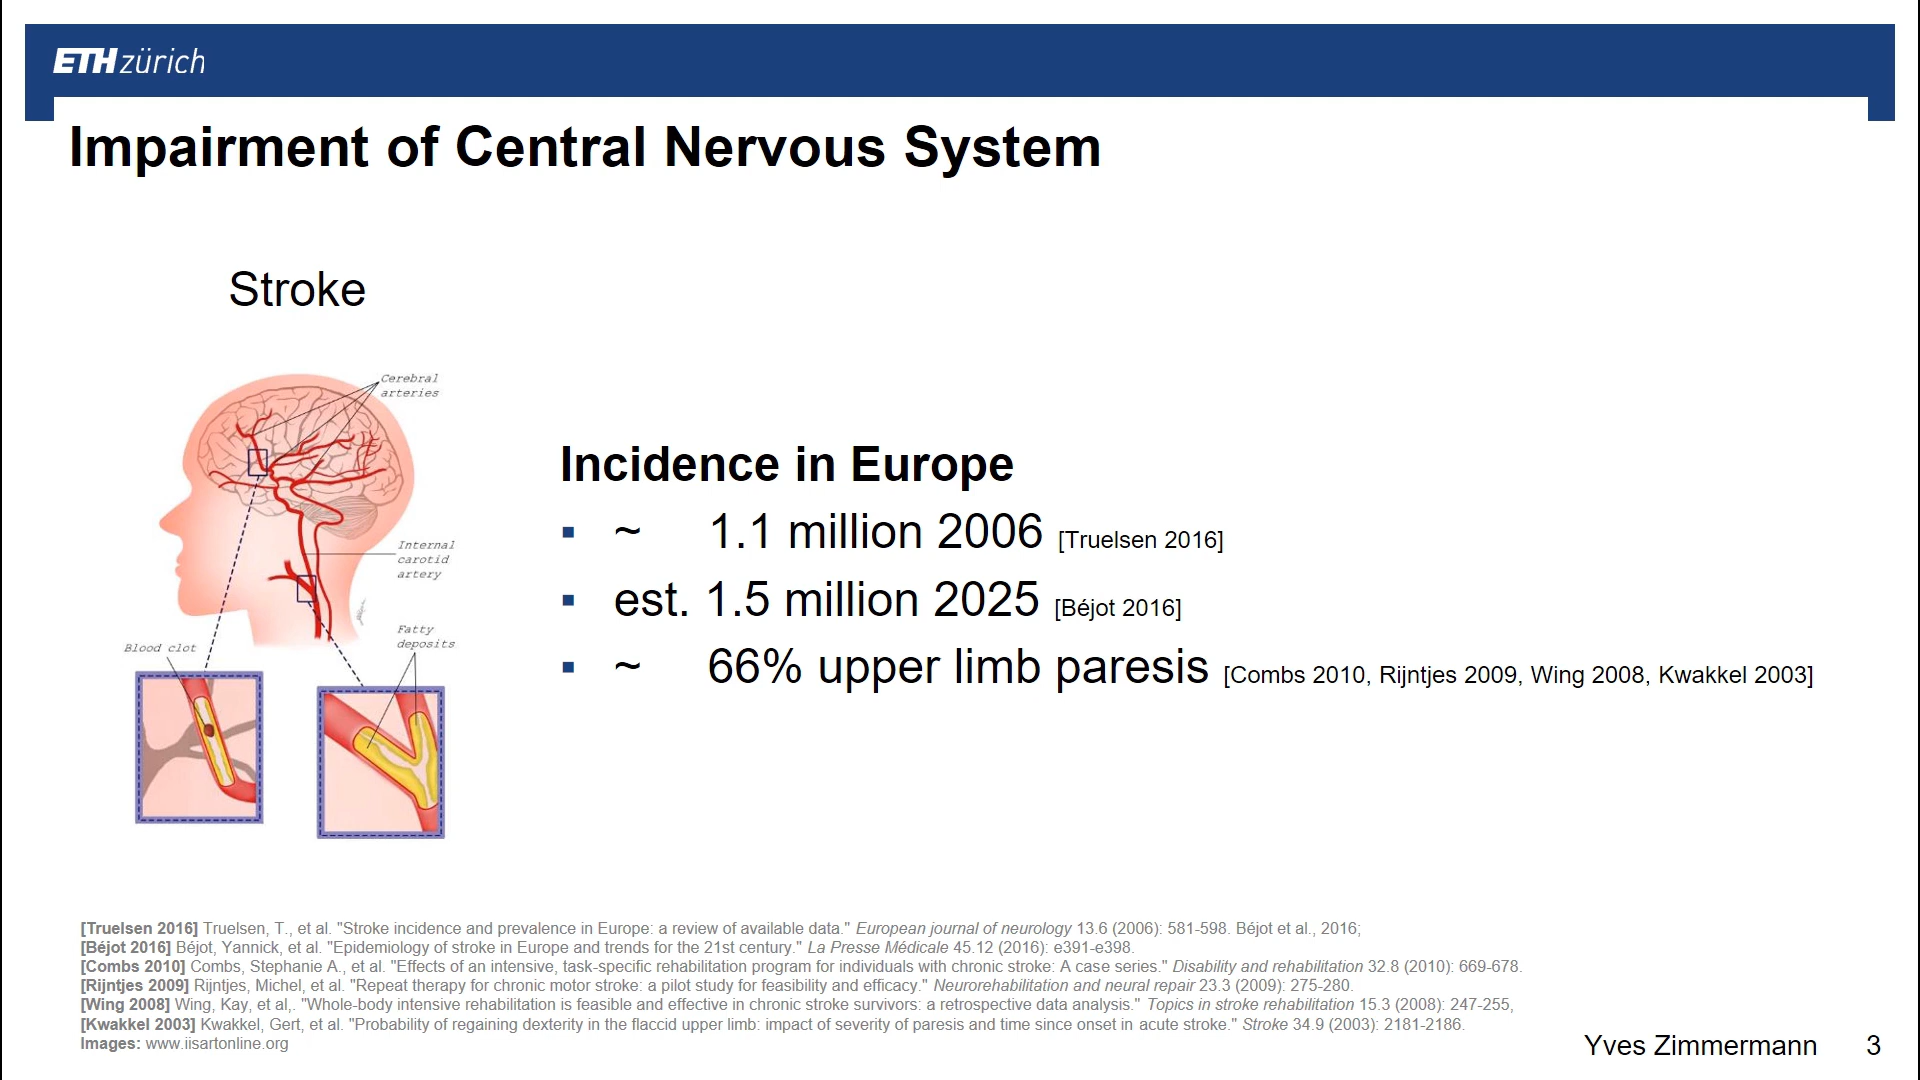 ETH zürich
Impairment of Central Nervous System
Stroke
Cerebral
arteries
Internal
carotid
artery
Fatty
deposits
Blood clot
Incidence in Europe
▪ ~ 1.1 million 2006 [Truelsen 2016]
▪ est. 1.5 million 2025 [Béjot 2016]
▪ ~ 66% upper limb paresis [Combs 2010, Rijntjes 2009, Wing 2008, Kwakkel 2003]
[Truelsen 2016] Truelsen, T., et al. "Stroke incidence and prevalence in Europe: a review of available data." European journal of neurology 13.6 (2006): 581-598. Béjot et al., 2016;
[Béjot 2016] Béjot, Yannick, et al. "Epidemiology of stroke in Europe and trends for the 21st century." La Presse Médicale 45.12 (2016): e391-e398.
[Combs 2010] Combs, Stephanie A., et al. "Effects of an intensive, task-specific rehabilitation program for individuals with chronic stroke: A case series." Disability and rehabilitation 32.8 (2010): 669-678.
[Rijntjes 2009] Rijntjes, Michel, et al. "Repeat therapy for chronic motor stroke: a pilot study for feasibility and efficacy." Neurorehabilitation and neural repair 23.3 (2009): 275-280.
[Wing 2008] Wing, Kay, et al,. "Whole-body intensive rehabilitation is feasible and effective in chronic stroke survivors: a retrospective data analysis." Topics in stroke rehabilitation 15.3 (2008): 247-255,
[Kwakkel 2003] Kwakkel, Gert, et al. "Probability of regaining dexterity in the flaccid upper limb: impact of severity of paresis and time since onset in acute stroke." Stroke 34.9 (2003): 2181-2186.
Images: www.iisartonline.org
Yves Zimmermann 3